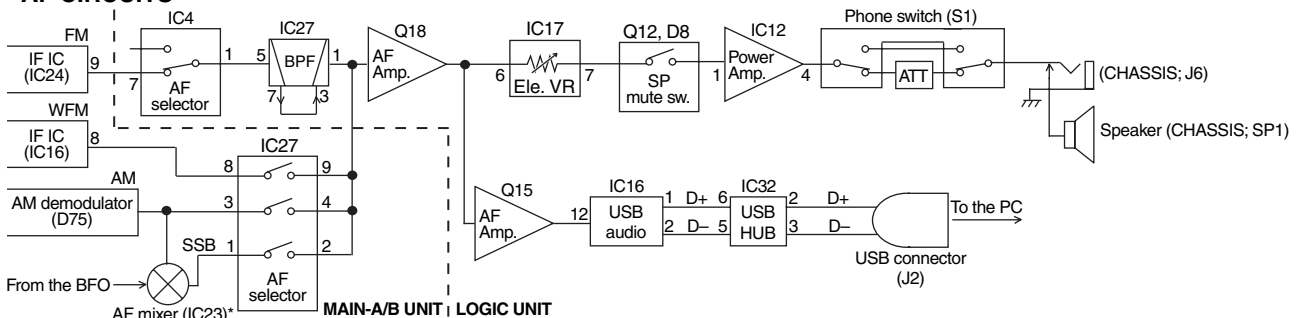 AF CIRCUITS
FM
IF IC
(IC24)
9
7
IC4
1
AF
selector
5
IC27
BPF
1
7
3
Q18
AF
Amp.
IC17
6
7
Ele. VR
Q12, D8
SP
mute sw.
IC12
1
Power
Amp.
4
Phone switch (S1)
ATT
(CHASSIS; J6)
Speaker (CHASSIS; SP1)
WFM
IF IC
(IC16)
8
IC27
8
9
AM
AM demodulator
(D75)
3
4
SSB
1
2
AF
selector
From the BFO
AF mixer (IC23)*
MAIN-A/B UNIT
LOGIC UNIT
Q15
AF
Amp.
12
IC16
USB
audio
1
D+
6
2
D–
5
IC32
USB
HUB
2
D+
3
D–
To the PC
USB connector
(J2)